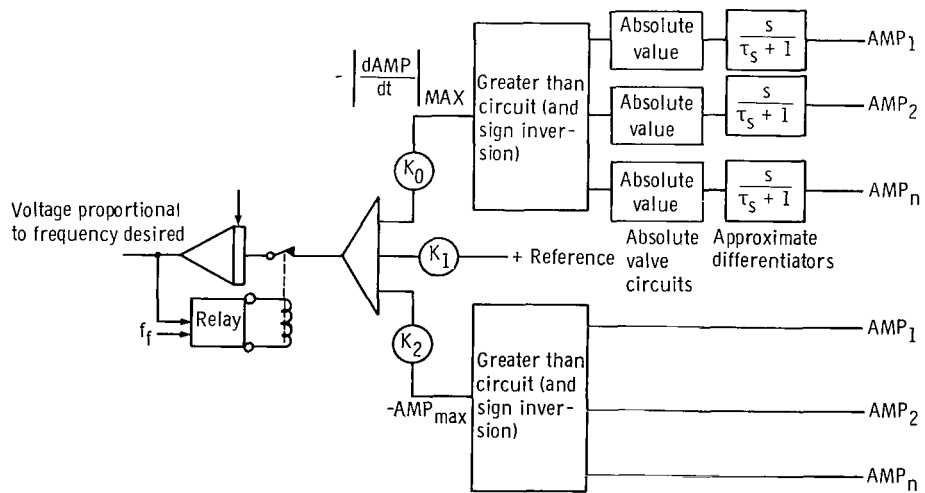 - |dAMP/dt| MAX
Greater than
circuit (and
sign inver-
sion)
Absolute
value
s
τs + 1
AMP1
Absolute
value
s
τs + 1
AMP2
Absolute
value
s
τs + 1
AMPn
Absolute
valve
circuits
Approximate
differentiators
K0
Voltage proportional
to frequency desired
K1
+ Reference
Relay
ff
K2
-AMPmax
Greater than
circuit (and
sign inver-
sion)
AMP1
AMP2
AMPn